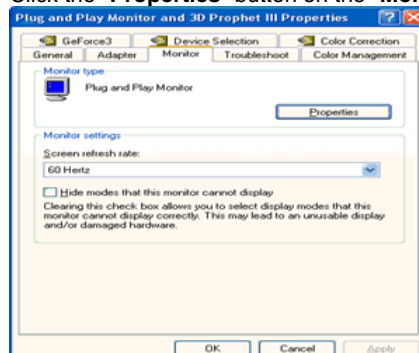 Click the "Properties" button on the "Mo
Plug and Play Monitor and 3D Prophet III Properties
GeForce3 Device Selection Color Correction
General Adapter Monitor Troubleshoot Color Management
Monitor type
Plug and Play Monitor
Properties
Monitor settings
Screen refresh rate:
60 Hertz
Hide modes that this monitor cannot display
Clearing this check box allows you to select display modes that this
monitor cannot display correctly. This may lead to an unusable display
and/or damaged hardware.
OK Cancel Apply